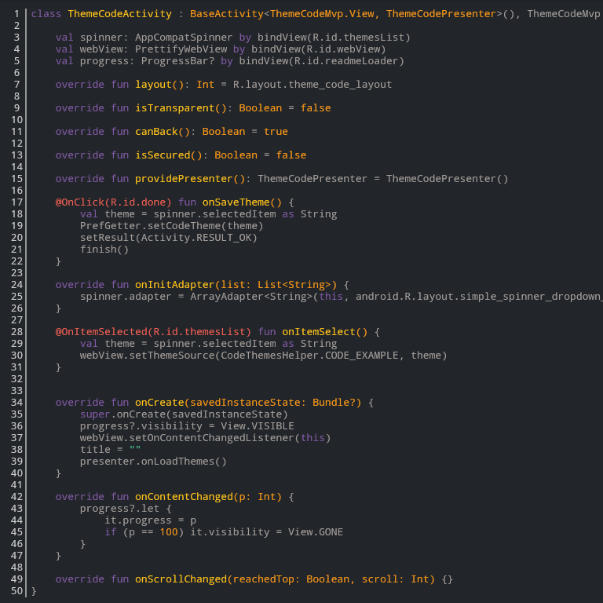 1 class ThemeCodeActivity : BaseActivity<ThemeCodeMvp.View, ThemeCodePresenter>(), ThemeCodeMvp
2
3 val spinner: AppCompatSpinner by bindView(R.id.themesList)
4 val webView: PrettifyWebView by bindView(R.id.webView)
5 val progress: ProgressBar? by bindView(R.id.readmeLoader)
6
7 override fun layout(): Int = R.layout.theme_code_layout
8
9 override fun isTransparent(): Boolean = false
10
11 override fun canBack(): Boolean = true
12
13 override fun isSecured(): Boolean = false
14
15 override fun providePresenter(): ThemeCodePresenter = ThemeCodePresenter()
16
17 @OnClick(R.id.done) fun onSaveTheme() {
18 val theme = spinner.selectedItem as String
19 PrefGetter.setCodeTheme(theme)
20 setResult(Activity.RESULT_OK)
21 finish()
22 }
23
24 override fun onInitAdapter(list: List<String>) {
25 spinner.adapter = ArrayAdapter<String>(this, android.R.layout.simple_spinner_dropdown_
26 }
27
28 @OnItemSelected(R.id.themesList) fun onItemSelect() {
29 val theme = spinner.selectedItem as String
30 webView.setThemeSource(CodeThemesHelper.CODE_EXAMPLE, theme)
31 }
32
33
34 override fun onCreate(savedInstanceState: Bundle?) {
35 super.onCreate(savedInstanceState)
36 progress?.visibility = View.VISIBLE
37 webView.setOnContentChangedListener(this)
38 title = ""
39 presenter.onLoadThemes()
40 }
41
42 override fun onContentChanged(p: Int) {
43 progress?.let {
44 it.progress = p
45 if (p == 100) it.visibility = View.GONE
46 }
47 }
48
49 override fun onScrollChanged(reachedTop: Boolean, scroll: Int) {}
50 }